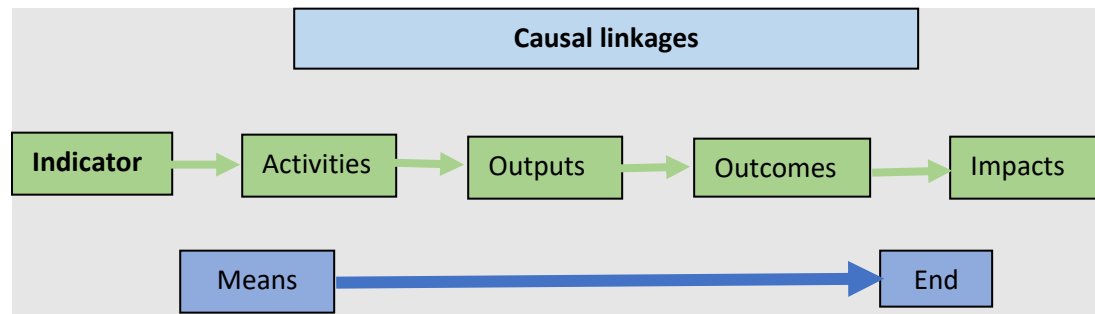 Causal linkages
Indicator
Activities
Outputs
Outcomes
Impacts
Means
End